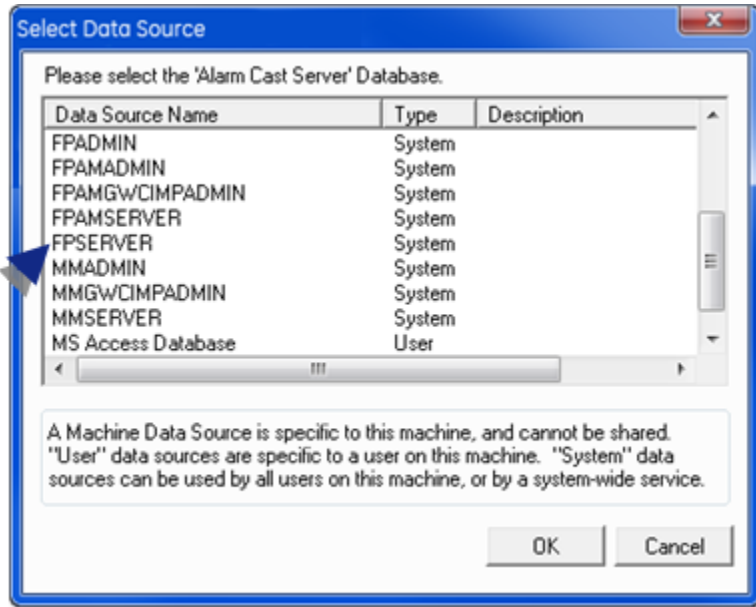 Select Data Source
Please select the 'Alarm Cast Server' Database.
Data Source Name Type Description
FPADMIN System
FPAMADMIN System
FPAMGWCIMPADMIN System
FPAMSERVER System
FPSERVER System
MMADMIN System
MMGWCIMPADMIN System
MMSERVER System
MS Access Database User
A Machine Data Source is specific to this machine, and cannot be shared.
"User" data sources are specific to a user on this machine. "System" data
sources can be used by all users on this machine, or by a system-wide service.
OK Cancel